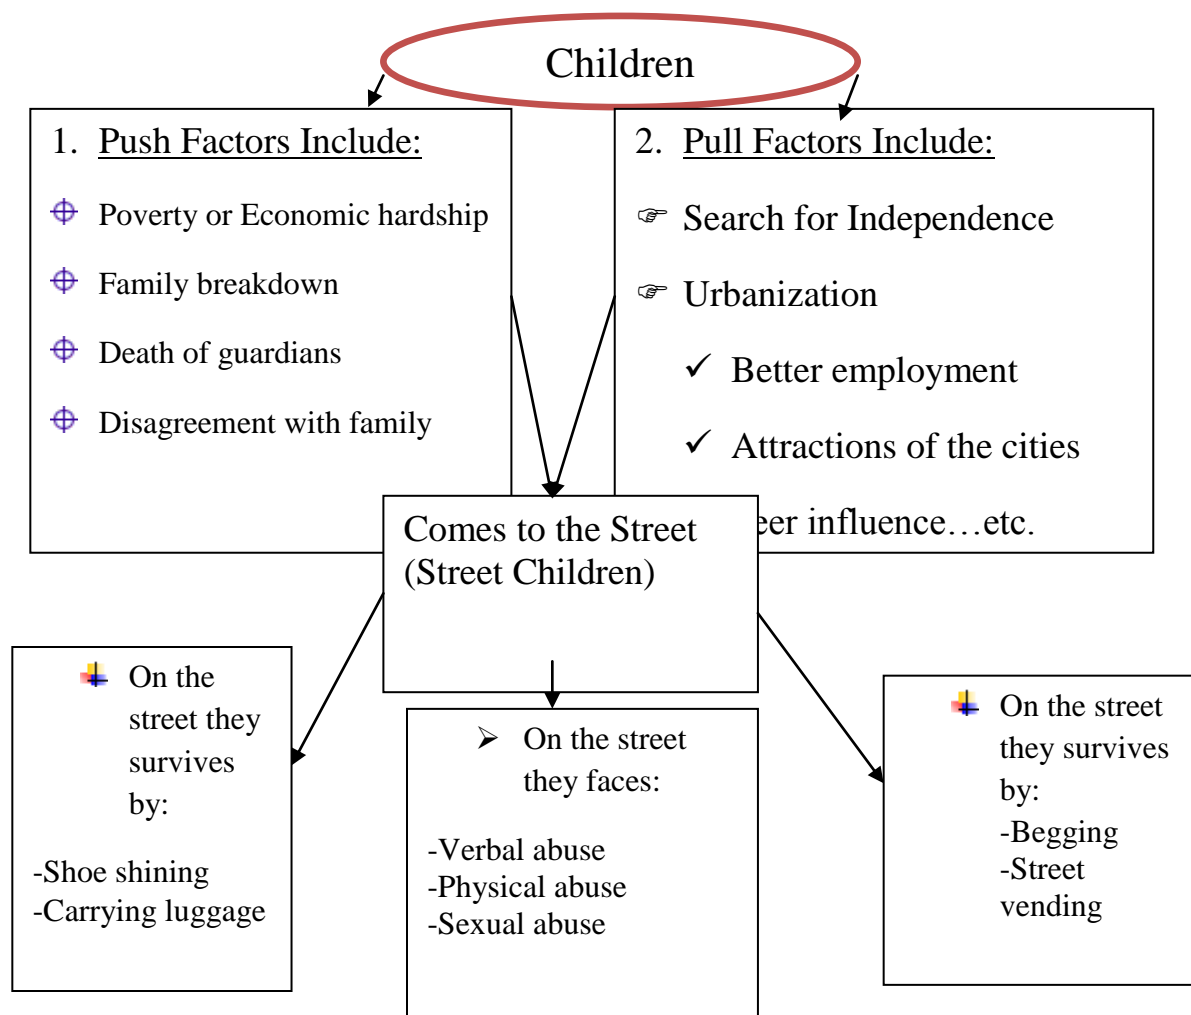 Children
1. Push Factors Include:
Poverty or Economic hardship
Family breakdown
Death of guardians
Disagreement with family
2. Pull Factors Include:
Search for Independence
Urbanization
✓ Better employment
✓ Attractions of the cities
eer influence…etc.
Comes to the Street
(Street Children)
On the
street they
survives
by:
-Shoe shining
-Carrying luggage
➢ On the street
they faces:
-Verbal abuse
-Physical abuse
-Sexual abuse
On the street
they survives
by:
-Begging
-Street
vending